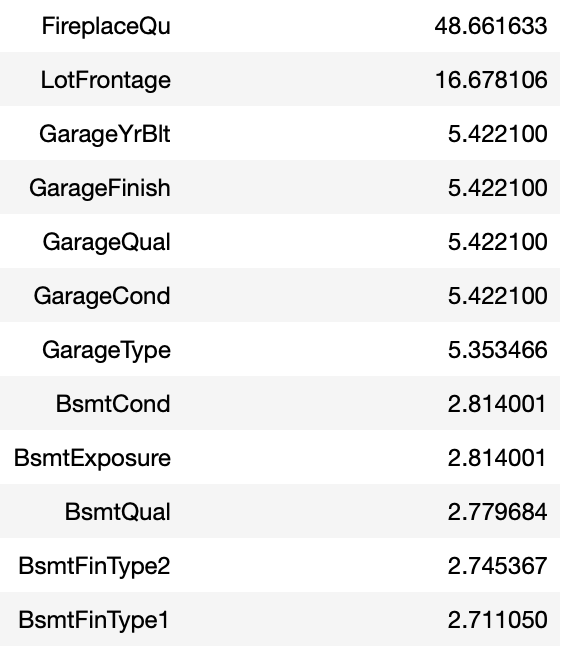 FireplaceQu 48.661633
LotFrontage 16.678106
GarageYrBlt 5.422100
GarageFinish 5.422100
GarageQual 5.422100
GarageCond 5.422100
GarageType 5.353466
BsmtCond 2.814001
BsmtExposure 2.814001
BsmtQual 2.779684
BsmtFinType2 2.745367
BsmtFinType1 2.711050